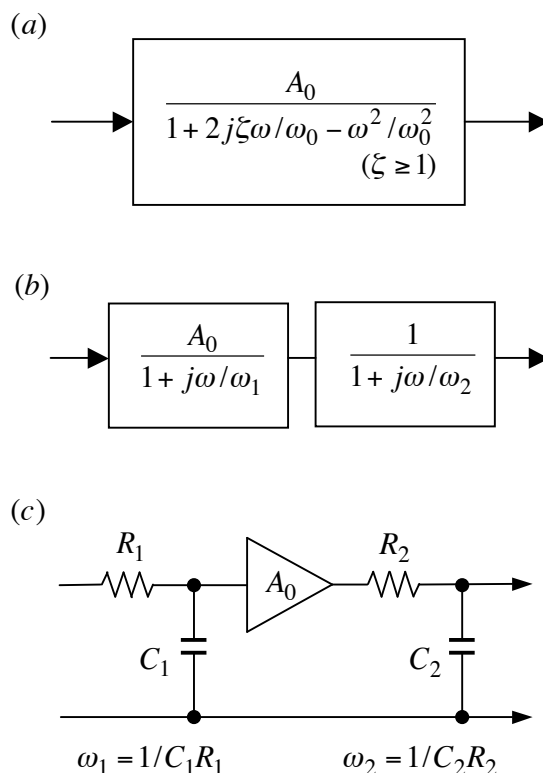 (a)
A₀
1 + 2jζω/ω₀ − ω²/ω₀²
(ζ ≥ 1)
(b)
A₀
1 + jω/ω₁
1
1 + jω/ω₂
(c)
R₁
R₂
A₀
C₁
C₂
ω₁ = 1/C₁R₁
ω₂ = 1/C₂R₂